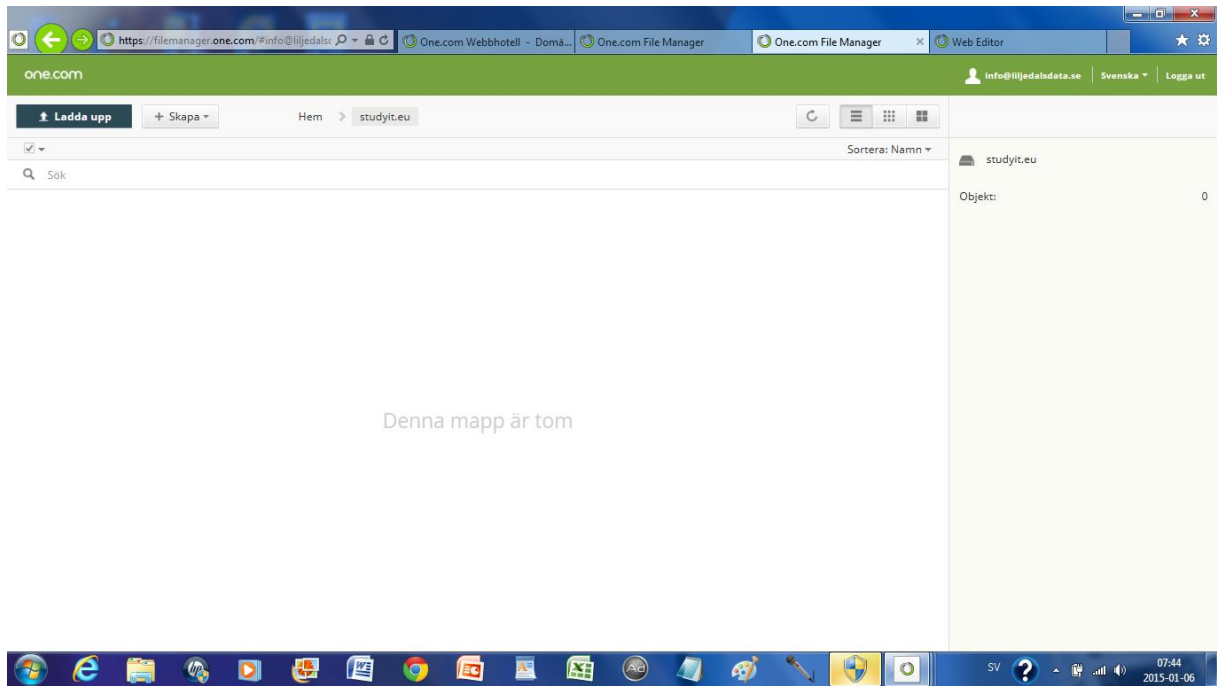 https://filemanager.one.com/#info@liljedalsd
One.com Webbhotell - Domä...
One.com File Manager
One.com File Manager
Web Editor
one.com
info@liljedalsdata.se
Svenska
Logga ut
Ladda upp
+ Skapa
Hem > studyit.eu
Sortera: Namn
Sök
studyit.eu
Objekt: 0
Denna mapp är tom
SV
07:44
2015-01-06